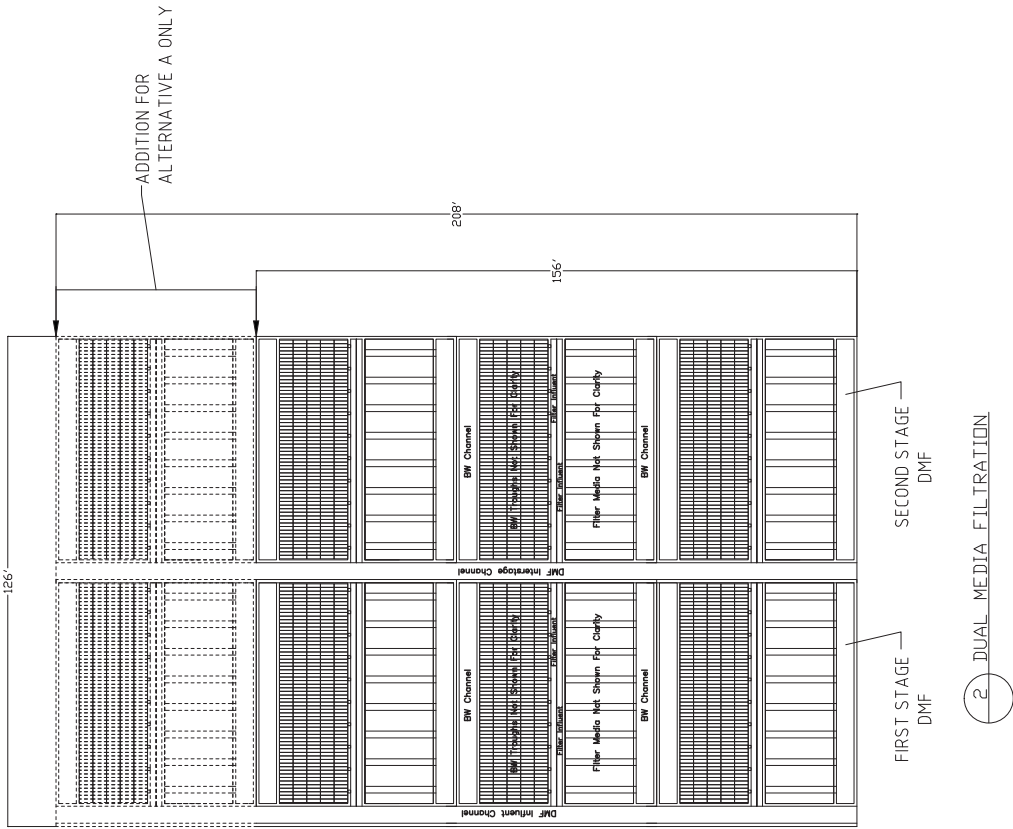 126'
ADDITION FOR
ALTERNATIVE A ONLY
208'
156'
BW Channel
BW Troughs Not Shown For Clarity
Filter Influent
Filter Influent
Filter Media Not Shown For Clarity
BW Channel
DMF Interstage Channel
BW Channel
BW Troughs Not Shown For Clarity
Filter Influent
Filter Influent
Filter Media Not Shown For Clarity
BW Channel
DMF Influent Channel
SECOND STAGE
DMF
FIRST STAGE
DMF
2 DUAL MEDIA FILTRATION